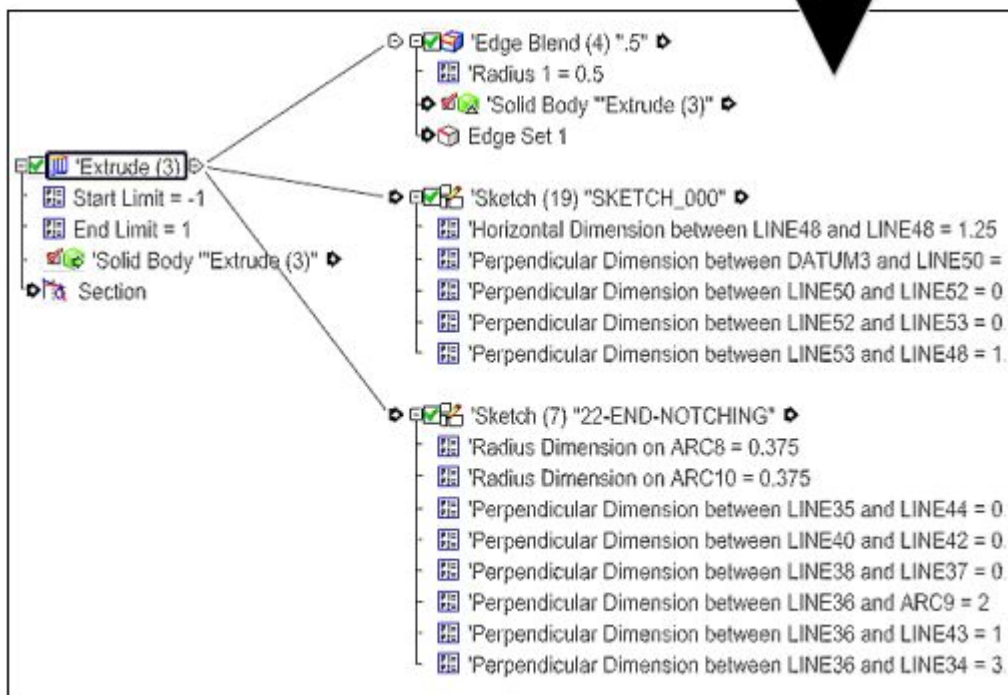 'Extrude (3)
Start Limit = -1
End Limit = 1
'Solid Body '"Extrude (3)"
Section
'Edge Blend (4) ".5"
'Radius 1 = 0.5
'Solid Body '"Extrude (3)"
Edge Set 1
'Sketch (19) "SKETCH_000"
'Horizontal Dimension between LINE48 and LINE48 = 1.25
'Perpendicular Dimension between DATUM3 and LINE50 =
'Perpendicular Dimension between LINE50 and LINE52 = 0
'Perpendicular Dimension between LINE52 and LINE53 = 0.
'Perpendicular Dimension between LINE53 and LINE48 = 1.
'Sketch (7) "22-END-NOTCHING"
'Radius Dimension on ARC8 = 0.375
'Radius Dimension on ARC10 = 0.375
'Perpendicular Dimension between LINE35 and LINE44 = 0
'Perpendicular Dimension between LINE40 and LINE42 = 0.
'Perpendicular Dimension between LINE38 and LINE37 = 0
'Perpendicular Dimension between LINE36 and ARC9 = 2
'Perpendicular Dimension between LINE36 and LINE43 = 1
'Perpendicular Dimension between LINE36 and LINE34 = 3